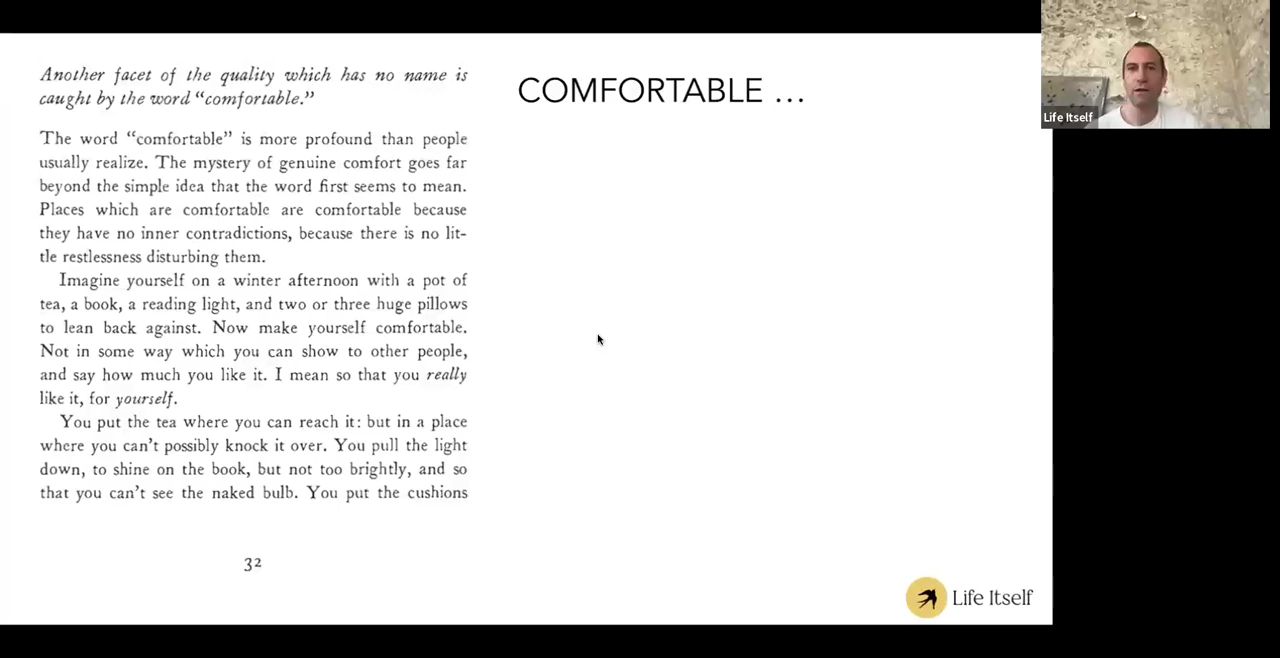 Another facet of the quality which has no name is
caught by the word "comfortable."
The word "comfortable" is more profound than people
usually realize. The mystery of genuine comfort goes far
beyond the simple idea that the word first seems to mean.
Places which are comfortable are comfortable because
they have no inner contradictions, because there is no lit-
tle restlessness disturbing them.
Imagine yourself on a winter afternoon with a pot of
tea, a book, a reading light, and two or three huge pillows
to lean back against. Now make yourself comfortable.
Not in some way which you can show to other people,
and say how much you like it. I mean so that you really
like it, for yourself.
You put the tea where you can reach it: but in a place
where you can't possibly knock it over. You pull the light
down, to shine on the book, but not too brightly, and so
that you can't see the naked bulb. You put the cushions
32
COMFORTABLE ...
Life Itself
Life Itself